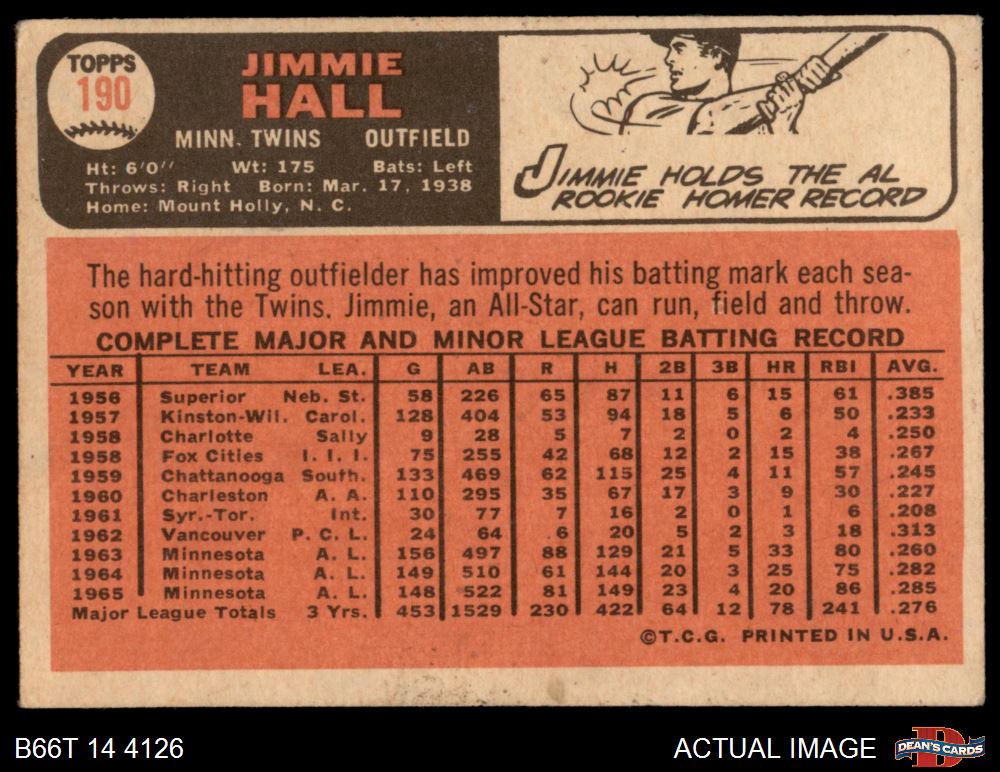 TOPPS
190
JIMMIE
HALL
MINN. TWINS OUTFIELD
Ht: 6'0" Wt: 175 Bats: Left
Throws: Right Born: Mar. 17, 1938
Home: Mount Holly, N. C.
JIMMIE HOLDS THE AL
ROOKIE HOMER RECORD
The hard-hitting outfielder has improved his batting mark each sea-
son with the Twins. Jimmie, an All-Star, can run, field and throw.
COMPLETE MAJOR AND MINOR LEAGUE BATTING RECORD
YEAR TEAM LEA. G AB R H 2B 3B HR RBI AVG.
1956 Superior Neb. St. 58 226 65 87 11 6 15 61 .385
1957 Kinston-Wil. Carol. 128 404 53 94 18 5 6 50 .233
1958 Charlotte Sally 9 28 5 7 2 0 2 4 .250
1958 Fox Cities I. I. I. 75 255 42 68 12 2 15 38 .267
1959 Chattanooga South. 133 469 62 115 25 4 11 57 .245
1960 Charleston A. A. 110 295 35 67 17 3 9 30 .227
1961 Syr.-Tor. Int. 30 77 7 16 2 0 1 6 .208
1962 Vancouver P. C. L. 24 64 6 20 5 2 3 18 .313
1963 Minnesota A. L. 156 497 88 129 21 5 33 80 .260
1964 Minnesota A. L. 149 510 61 144 20 3 25 75 .282
1965 Minnesota A. L. 148 522 81 149 23 4 20 86 .285
Major League Totals 3 Yrs. 453 1529 230 422 64 12 78 241 .276
©T.C.G. PRINTED IN U.S.A.
B66T 14 4126 ACTUAL IMAGE DEAN'S CARDS